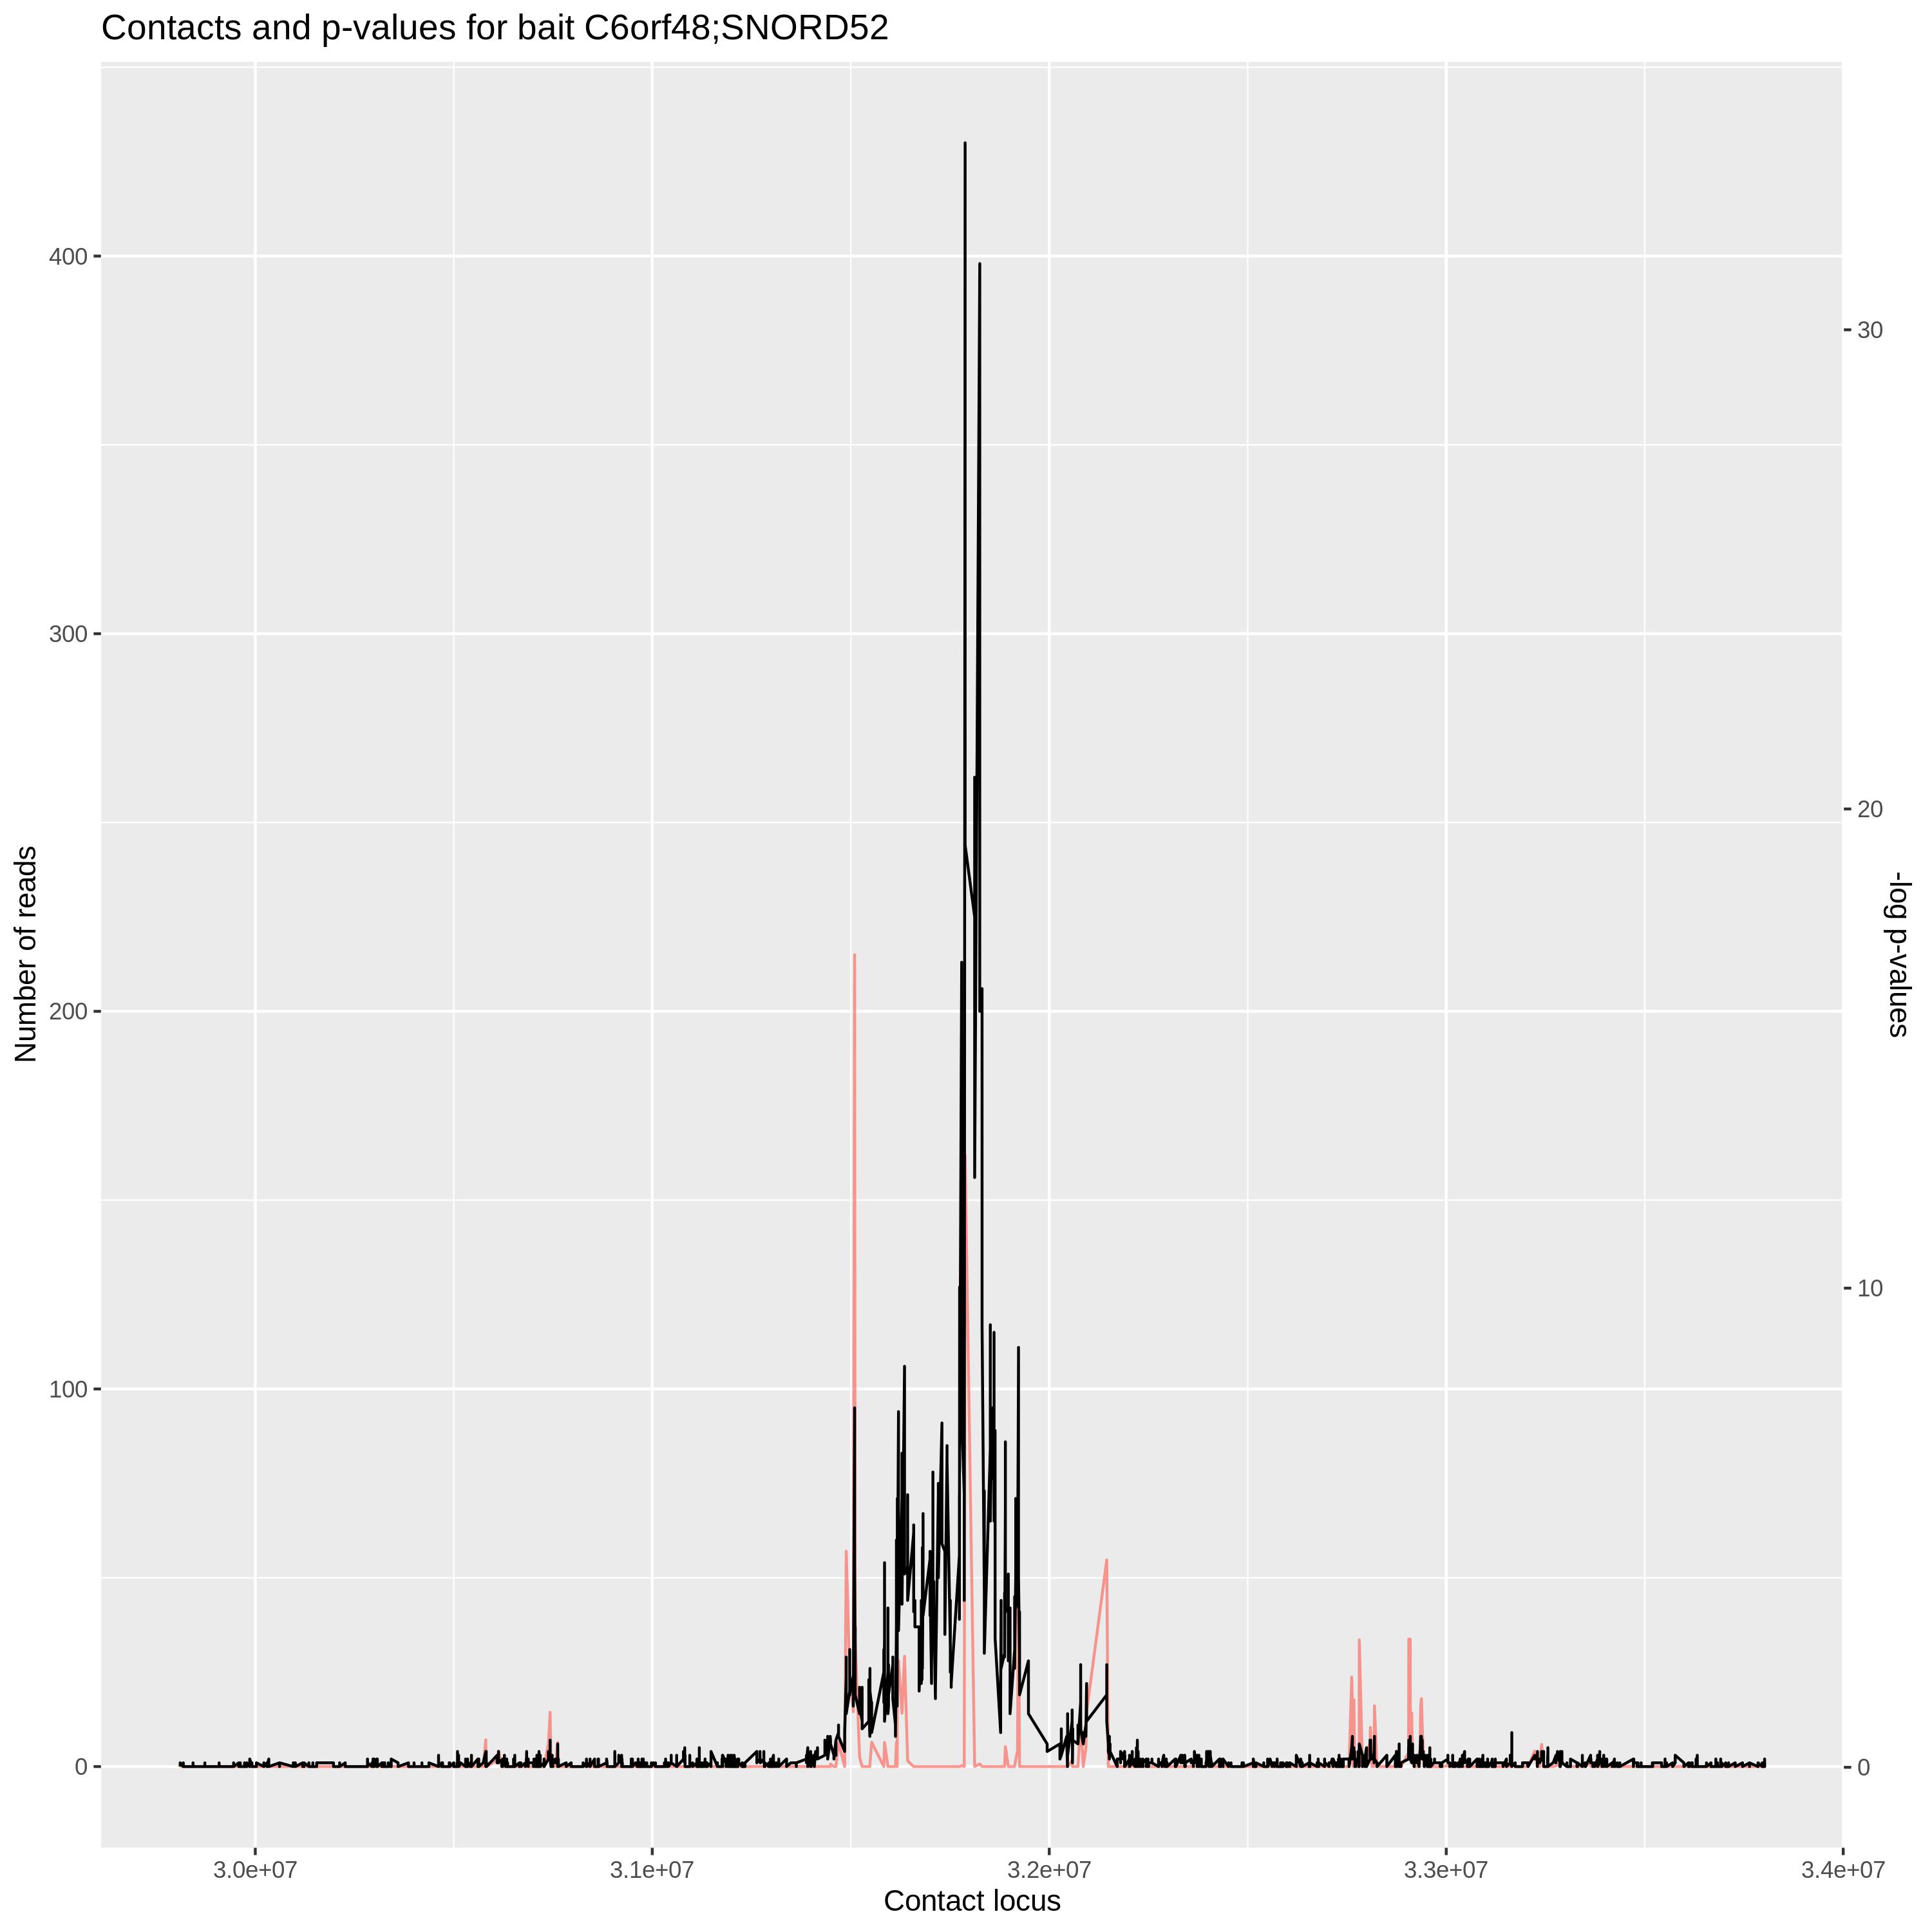 Contacts and p-values for bait C6orf48;SNORD52
400
300
200
100
0
Number of reads
30
20
10
0
-log p-values
3.0e+07
3.1e+07
3.2e+07
3.3e+07
3.4e+07
Contact locus